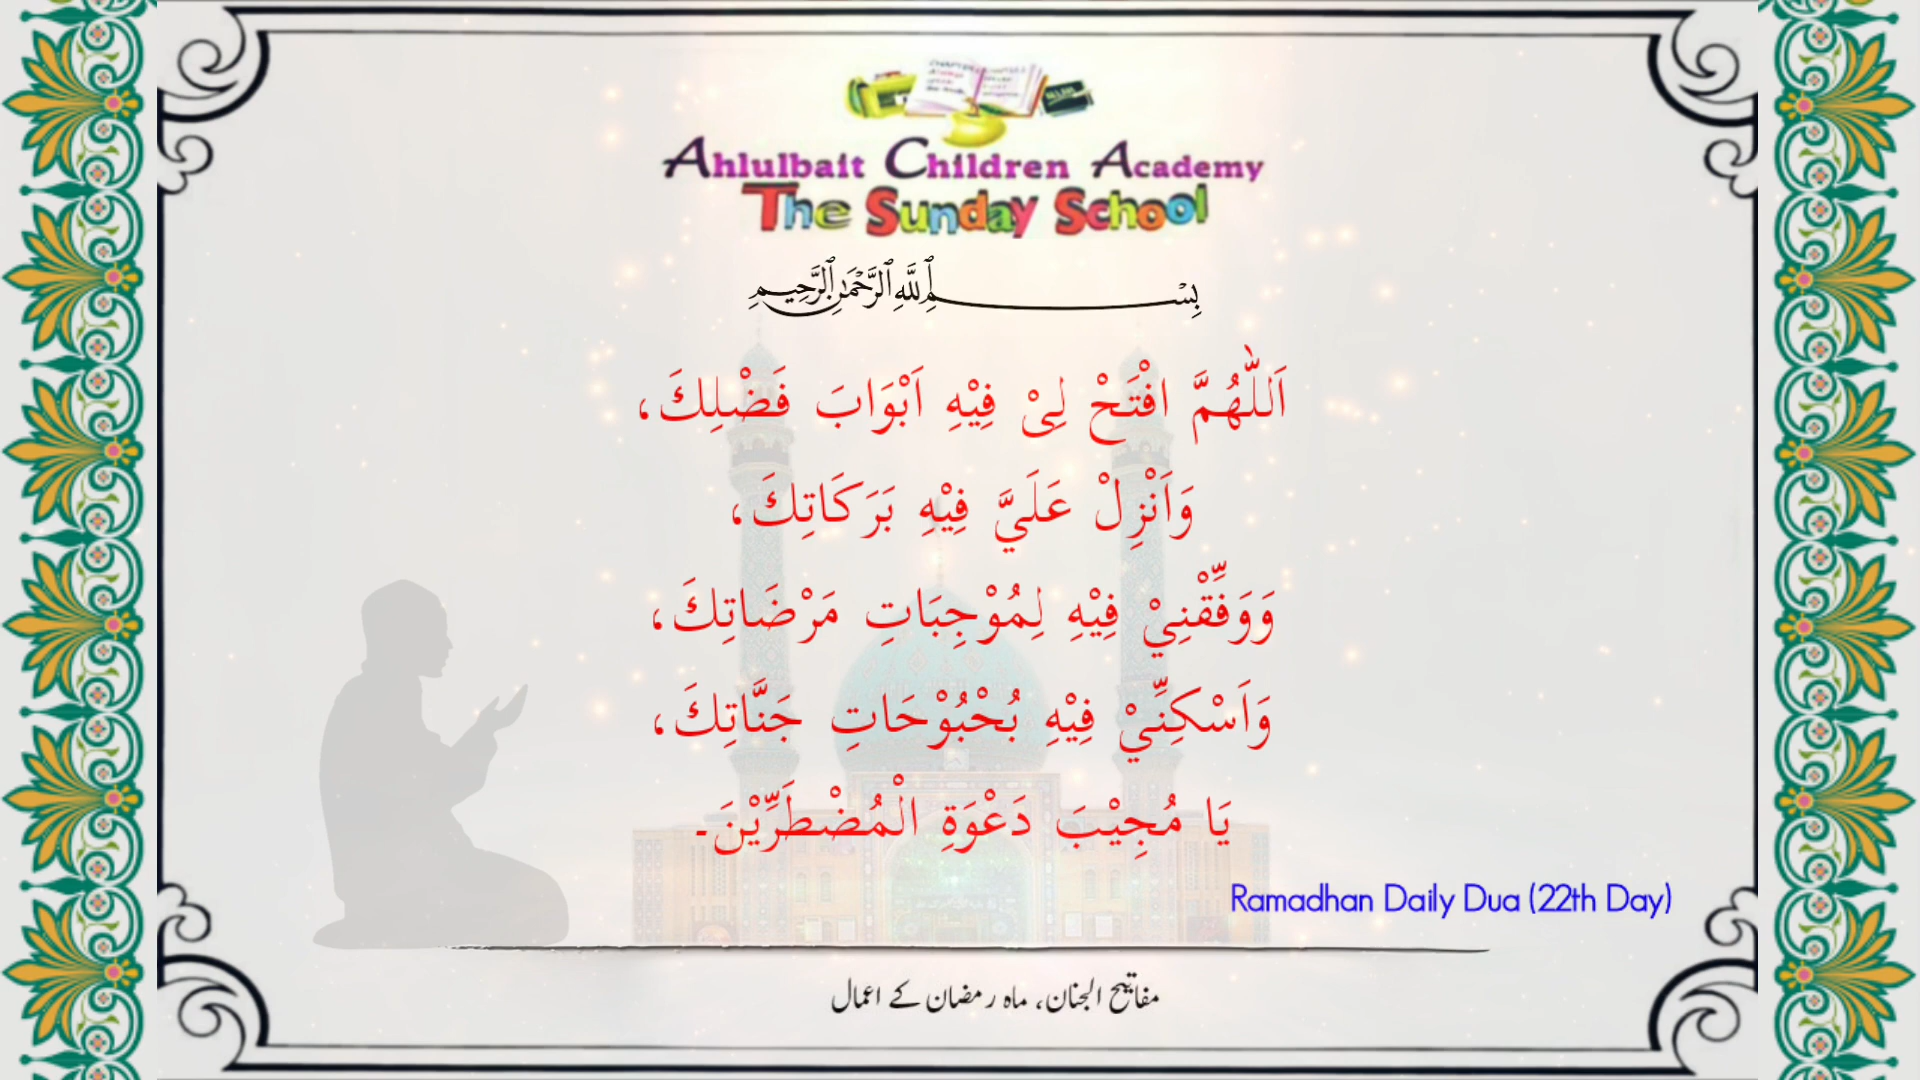 Ahlulbait Children Academy
The Sunday School
بِسْمِ ٱللَّهِ ٱلرَّحْمَٰنِ ٱلرَّحِيمِ
اَللّٰهُمَّ افْتَحْ لِیْ فِيْهِ اَبْوَابَ فَضْلِكَ،
وَاَنْزِلْ عَلَيَّ فِيْهِ بَرَكَاتِكَ،
وَوَفِّقْنِيْ فِيْهِ لِمُوْجِبَاتِ مَرْضَاتِكَ،
وَاَسْكِنِّيْ فِيْهِ بُحْبُوْحَاتِ جَنَّاتِكَ،
يَا مُجِيْبَ دَعْوَةِ الْمُضْطَرِّيْنَ۔
Ramadhan Daily Dua (22th Day)
مفاتیح الجنان، ماہ رمضان کے اعمال